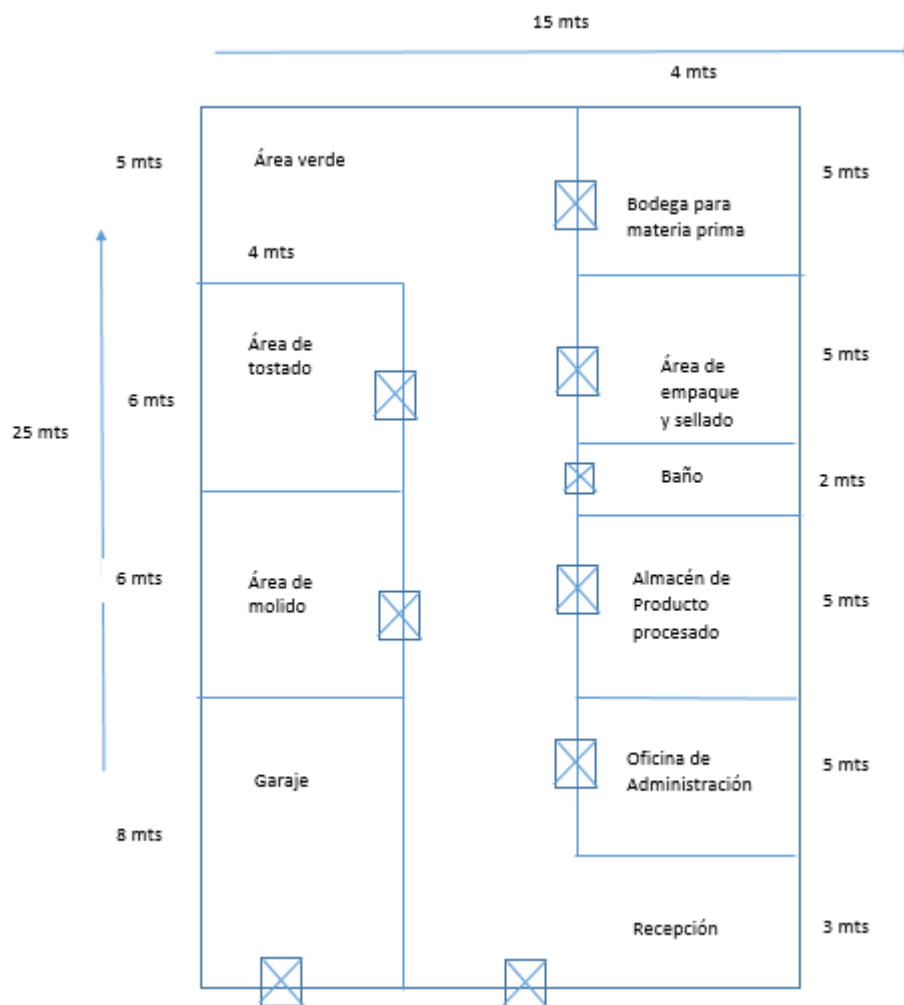 15 mts
4 mts
5 mts
Área verde
5 mts
Bodega para
materia prima
4 mts
Área de
tostado
5 mts
Área de
empaque
y sellado
6 mts
25 mts
Baño
2 mts
6 mts
Área de
molido
Almacén de
Producto
procesado
5 mts
Garaje
Oficina de
Administración
5 mts
8 mts
Recepción
3 mts